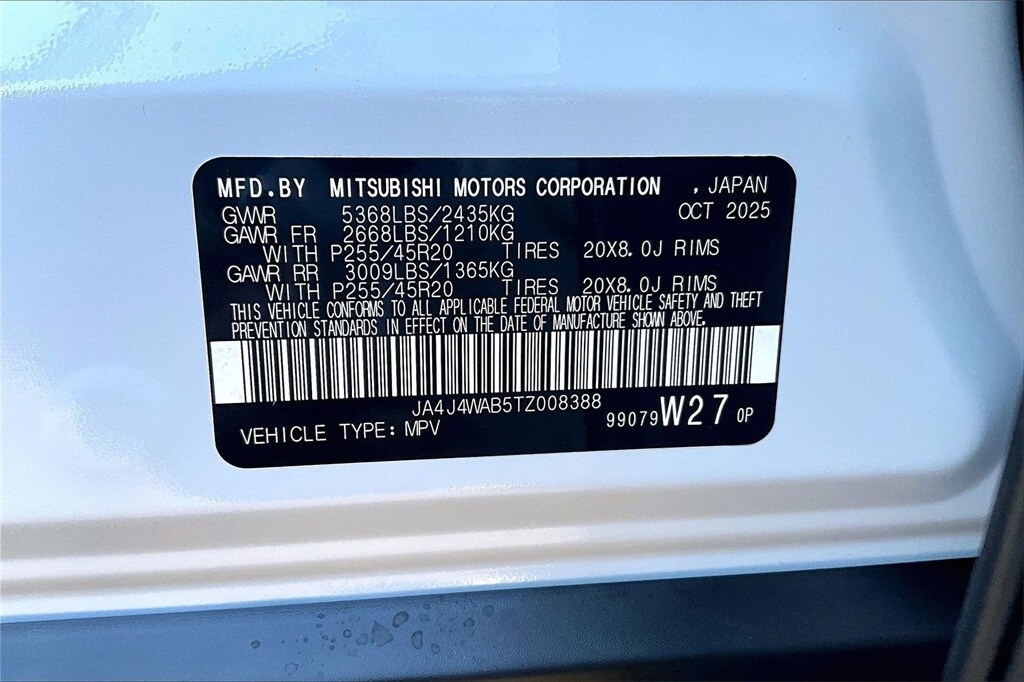 MFD.BY MITSUBISHI MOTORS CORPORATION , JAPAN
GVWR 5368LBS/2435KG OCT 2025
GAWR FR 2668LBS/1210KG
WITH P255/45R20 TIRES 20X8.0J RIMS
GAWR RR 3009LBS/1365KG
WITH P255/45R20 TIRES 20X8.0J RIMS
THIS VEHICLE CONFORMS TO ALL APPLICABLE FEDERAL MOTOR VEHICLE SAFETY AND THEFT
PREVENTION STANDARDS IN EFFECT ON THE DATE OF MANUFACTURE SHOWN ABOVE.
JA4J4WAB5TZ008388
VEHICLE TYPE: MPV 99079 W27 0P